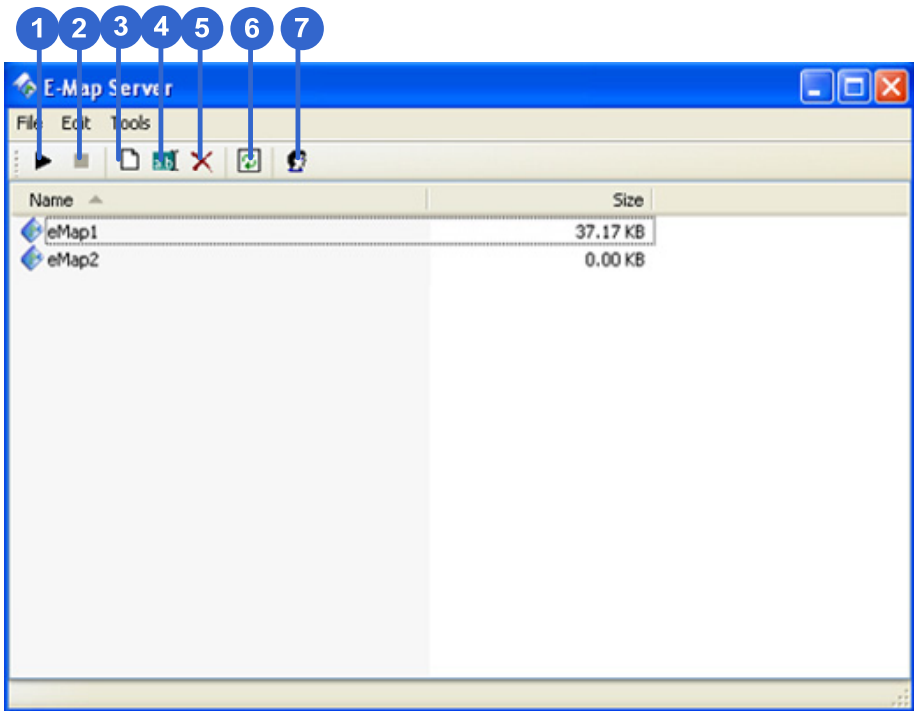 1 2 3 4 5 6 7
E-Map Server
File Edit Tools
Name Size
eMap1 37.17 KB
eMap2 0.00 KB